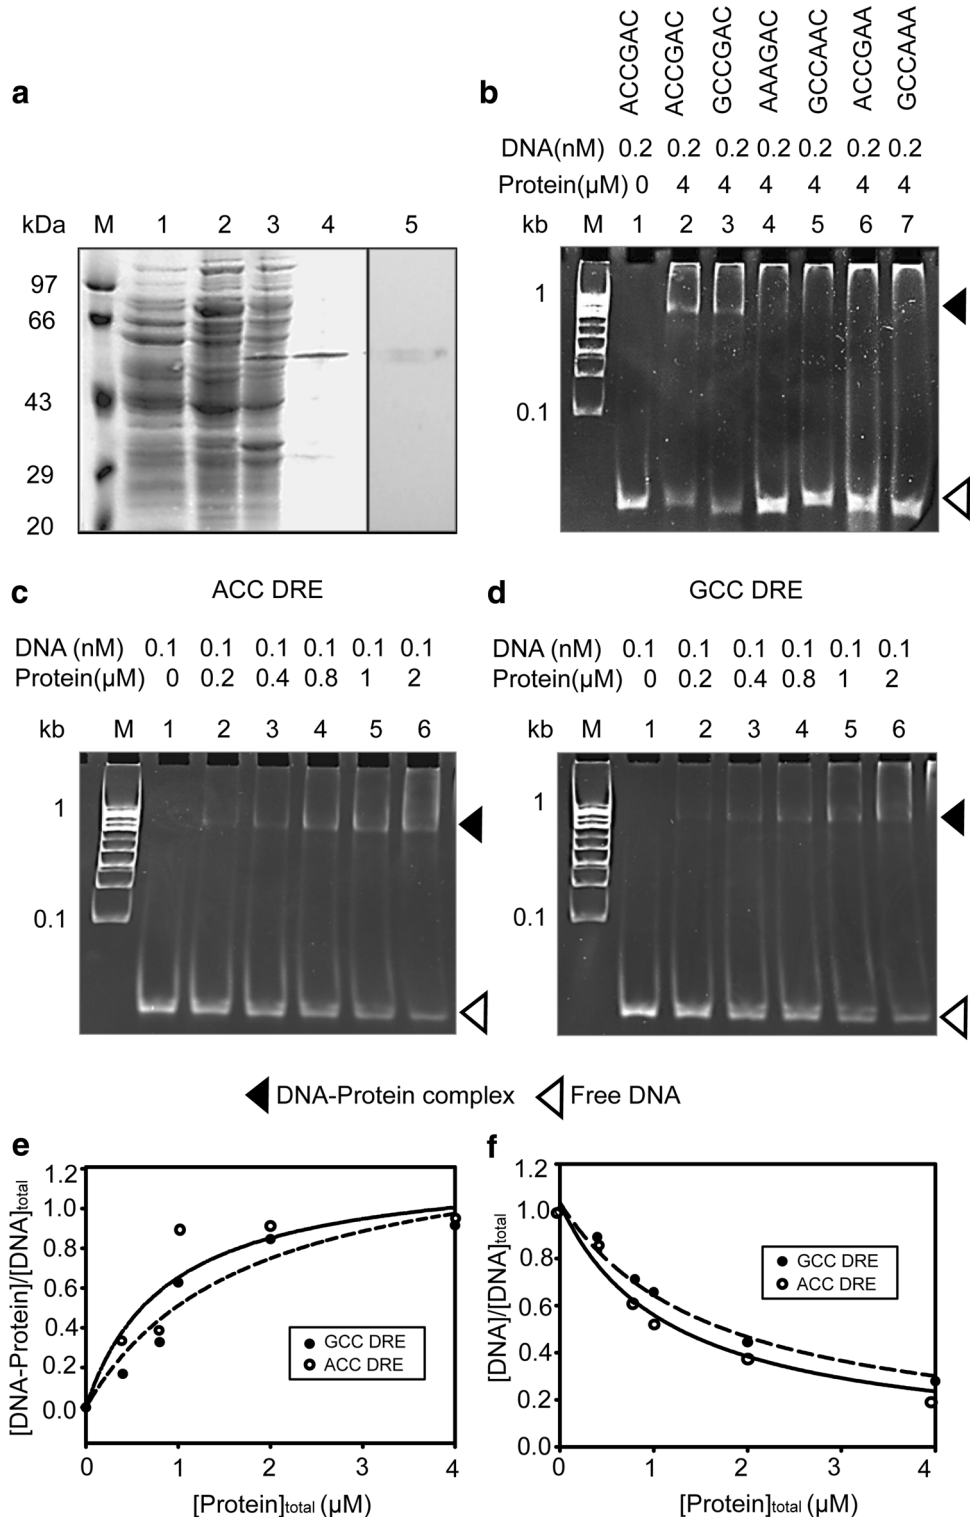 a
kDa M 1 2 3 4 5
97
66
43
29
20
b
ACCGAC ACCGAC GCCGAC AAAGAC GCCAAC ACCGAA GCCAAA
DNA(nM) 0.2 0.2 0.2 0.2 0.2 0.2 0.2
Protein(μM) 0 4 4 4 4 4 4
kb M 1 2 3 4 5 6 7
1
0.1
c
ACC DRE
DNA (nM) 0.1 0.1 0.1 0.1 0.1 0.1
Protein(μM) 0 0.2 0.4 0.8 1 2
kb M 1 2 3 4 5 6
1
0.1
d
GCC DRE
DNA (nM) 0.1 0.1 0.1 0.1 0.1 0.1
Protein(μM) 0 0.2 0.4 0.8 1 2
kb M 1 2 3 4 5 6
1
0.1
DNA-Protein complex Free DNA
e
[DNA-Protein]/[DNA]total
1.2
1.0
0.8
0.6
0.4
0.2
0.0
GCC DRE
ACC DRE
0 1 2 3 4
[Protein]total (μM)
f
[DNA]/[DNA]total
1.2
1.0
0.8
0.6
0.4
0.2
0.0
GCC DRE
ACC DRE
0 1 2 3 4
[Protein]total (μM)